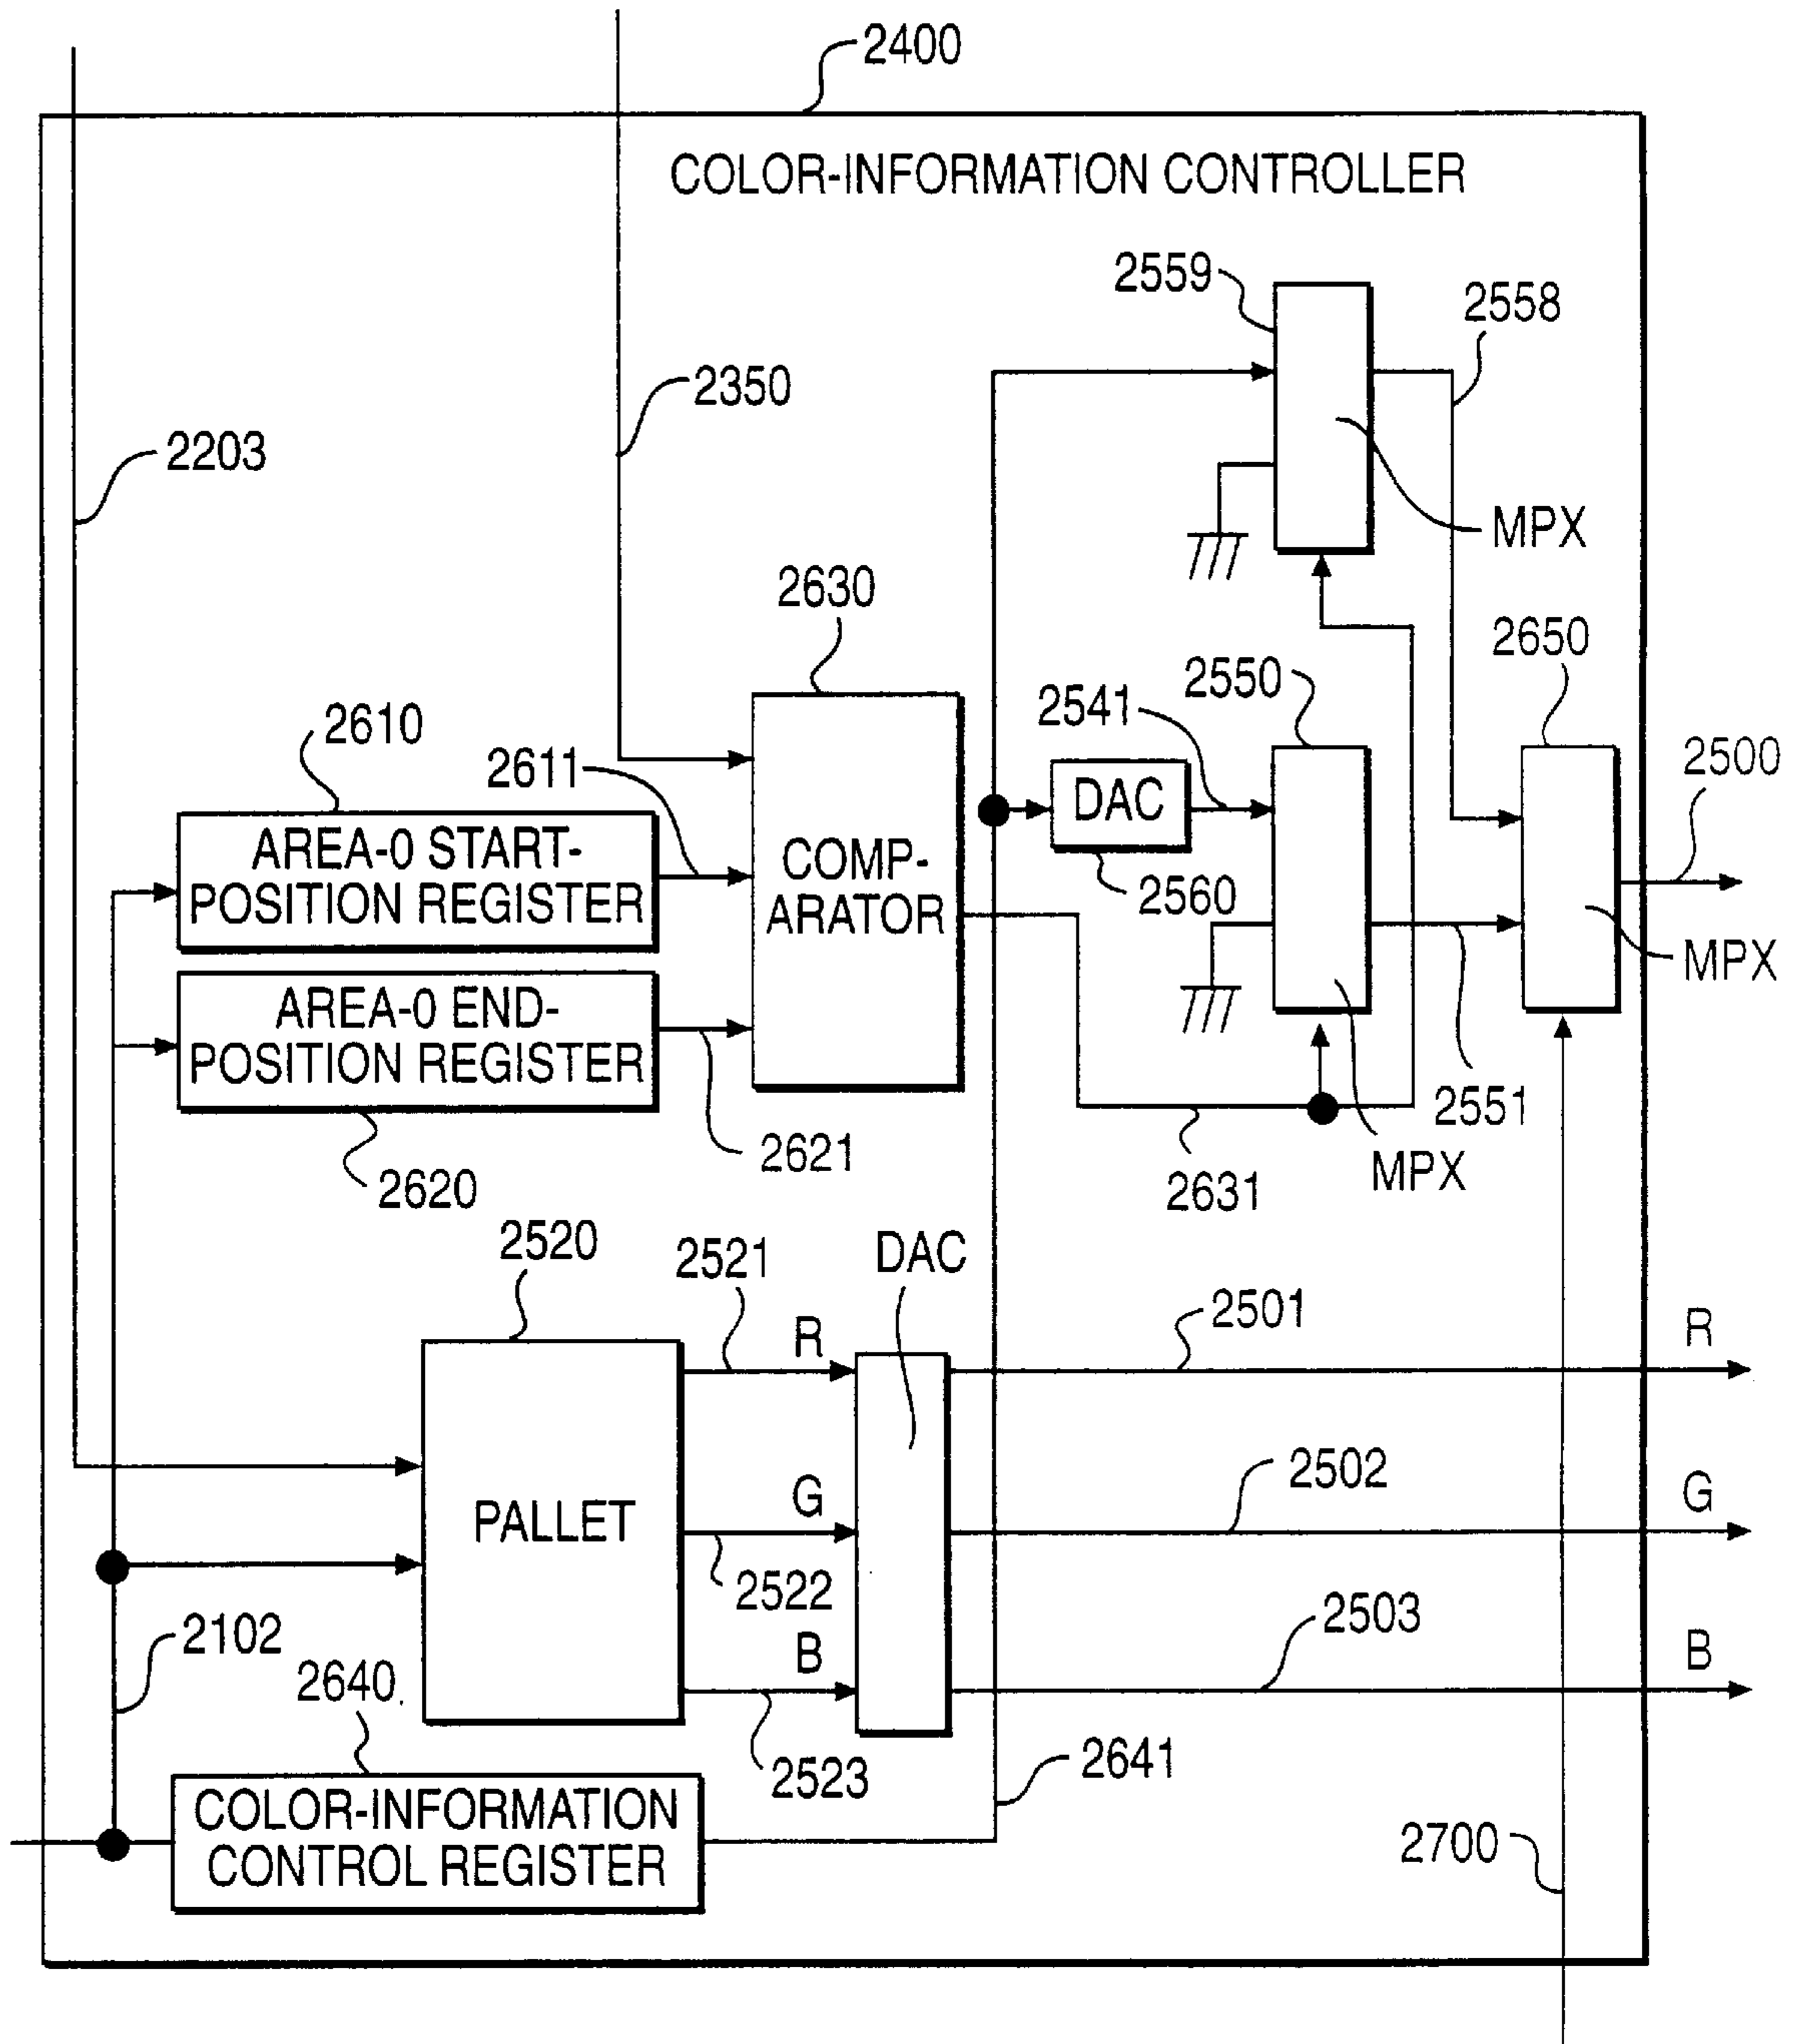 2400
COLOR-INFORMATION CONTROLLER
2559
2558
2350
2203
MPX
2630
2650
2550
2541
2610
2611
2500
DAC
AREA-0 START-
POSITION REGISTER
COMP-
ARATOR
2560
MPX
AREA-0 END-
POSITION REGISTER
2551
2621
MPX
2620
2631
2520
2521
DAC
2501
R
R
2502
G
G
PALLET
2522
2503
2102
B
B
2640
2641
2523
COLOR-INFORMATION
CONTROL REGISTER
2700